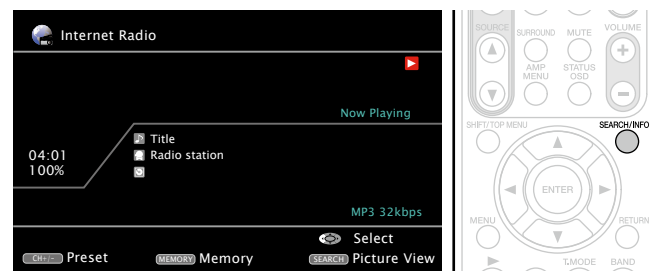 Internet Radio
Now Playing
Title
04:01
Radio station
100%
MP3 32kbps
Select
CH+/- Preset
MEMORY Memory
SEARCH Picture View
SOURCE
SURROUND
MUTE
VOLUME
AMP
MENU
STATUS
OSD
SHIFT/TOP MENU
SEARCH/INFO
ENTER
MENU
RETURN
T.MODE
BAND